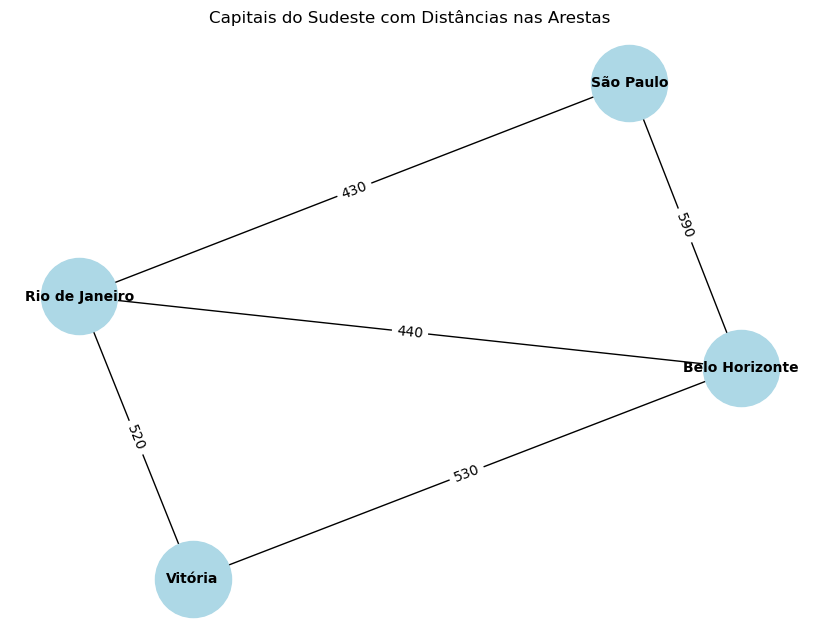 Capitais do Sudeste com Distâncias nas Arestas
São Paulo
430
590
Rio de Janeiro
440
Belo Horizonte
520
530
Vitória